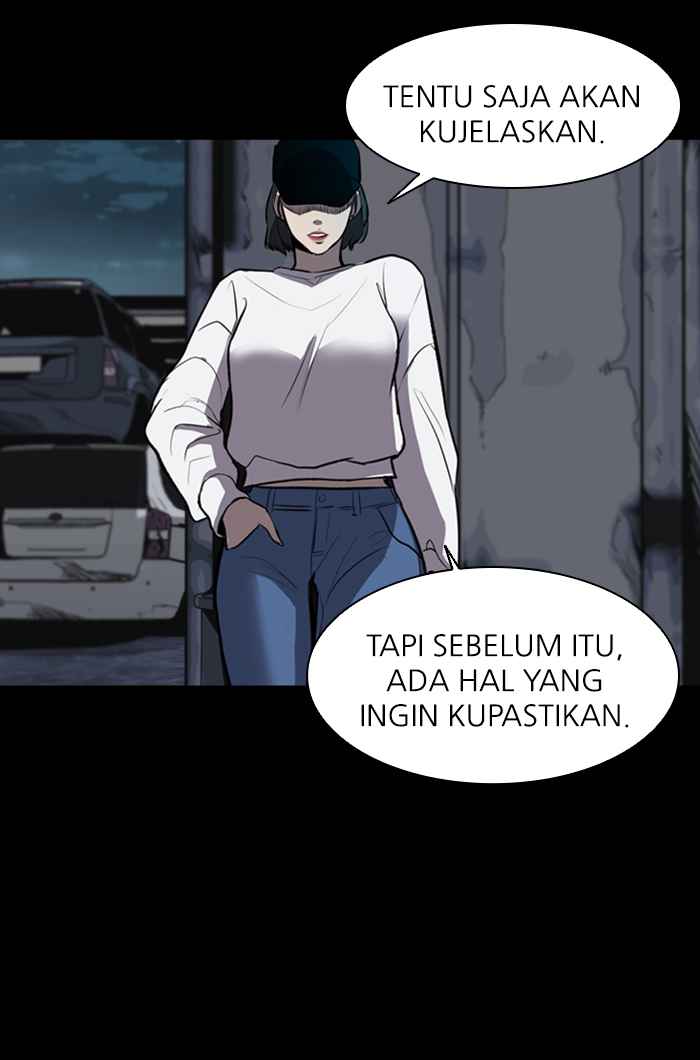 TENTU SAJA AKAN
KUJELASKAN.
TAPI SEBELUM ITU,
ADA HAL YANG
INGIN KUPASTIKAN.